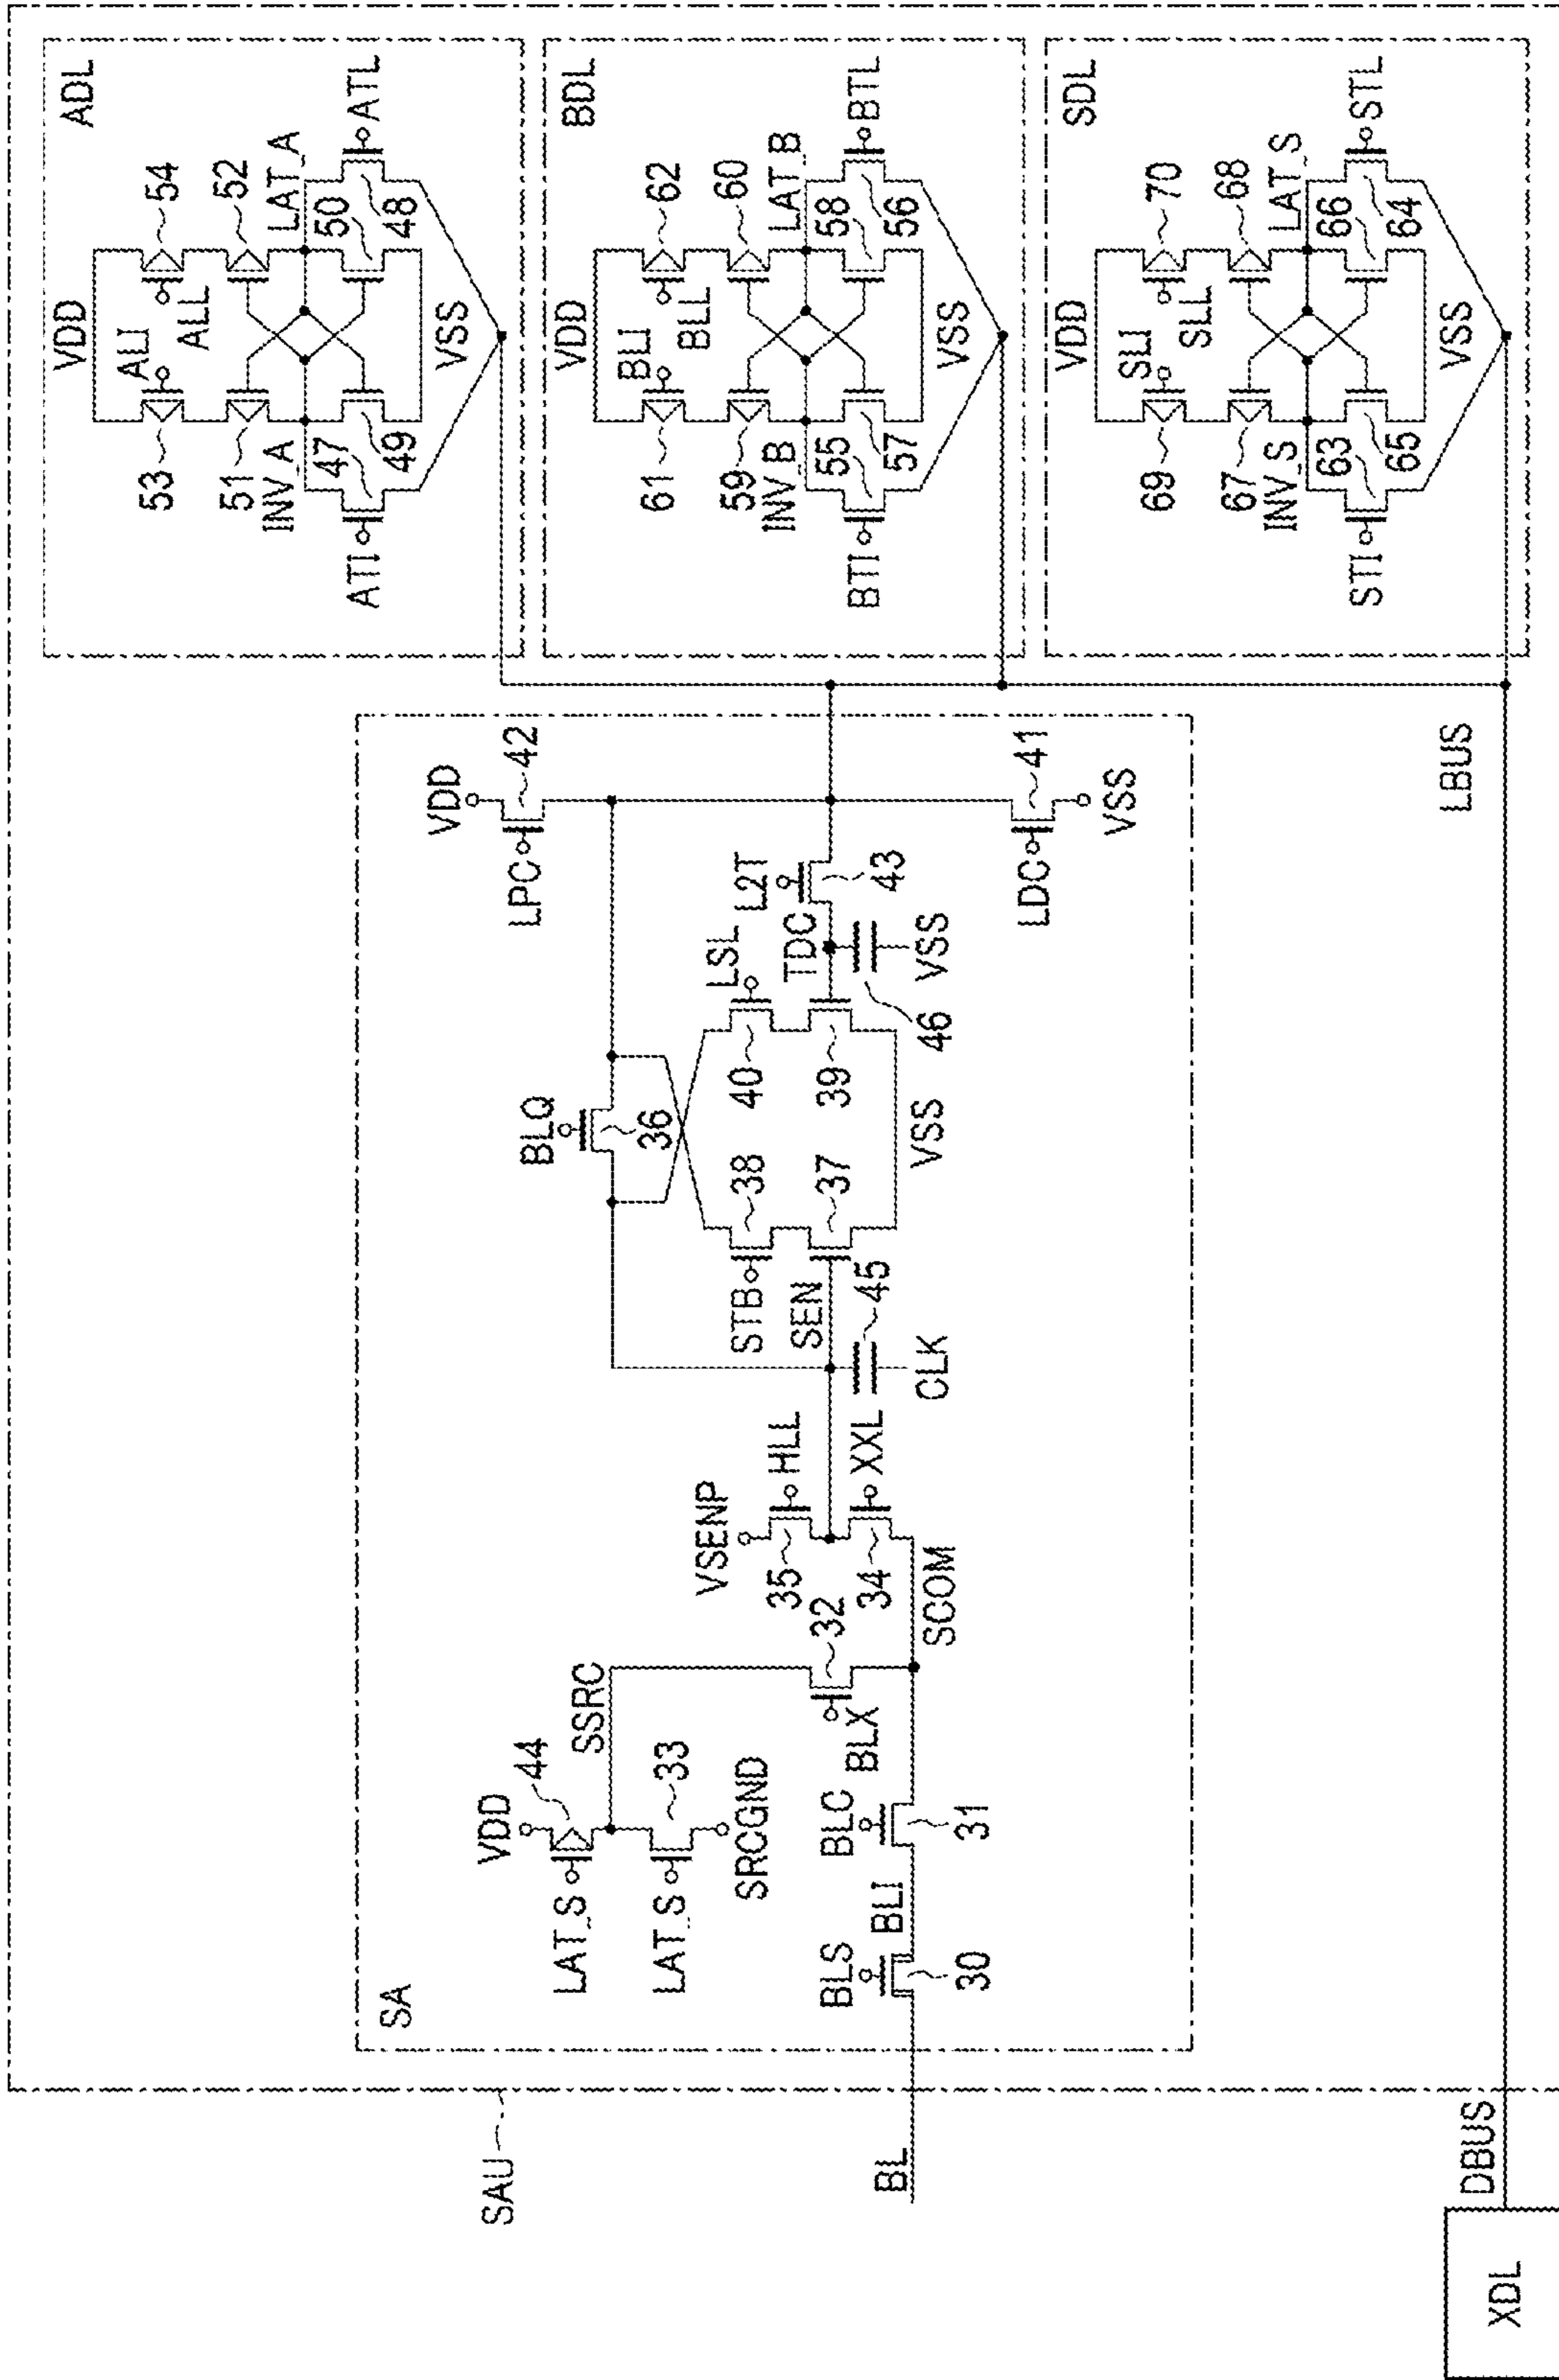 SAU
SA
BL
BLS
30
BLI
BLC
31
VDD
44
LAT_S
LAT_S
33
SRCGND
SSRC
BLX
32
SCOM
VSENP
35
HLL
34
XXL
CLK
45
SEN
STB
38
37
BLQ
36
VSS
40
LSL
39
TDC
46
VSS
L2T
43
LPC
VDD
42
LDC
41
VSS
LBUS
DBUS
XDL
ADL
VDD
53
ALI
54
ALL
51
52
INV_A
LAT_A
47
50
ATI
ATL
49
48
VSS
BDL
VDD
61
BLI
62
BLL
59
60
INV_B
LAT_B
55
58
BTI
BTL
57
56
VSS
SDL
VDD
69
SLI
70
SLL
67
68
INV_S
LAT_S
63
66
STI
STL
65
64
VSS